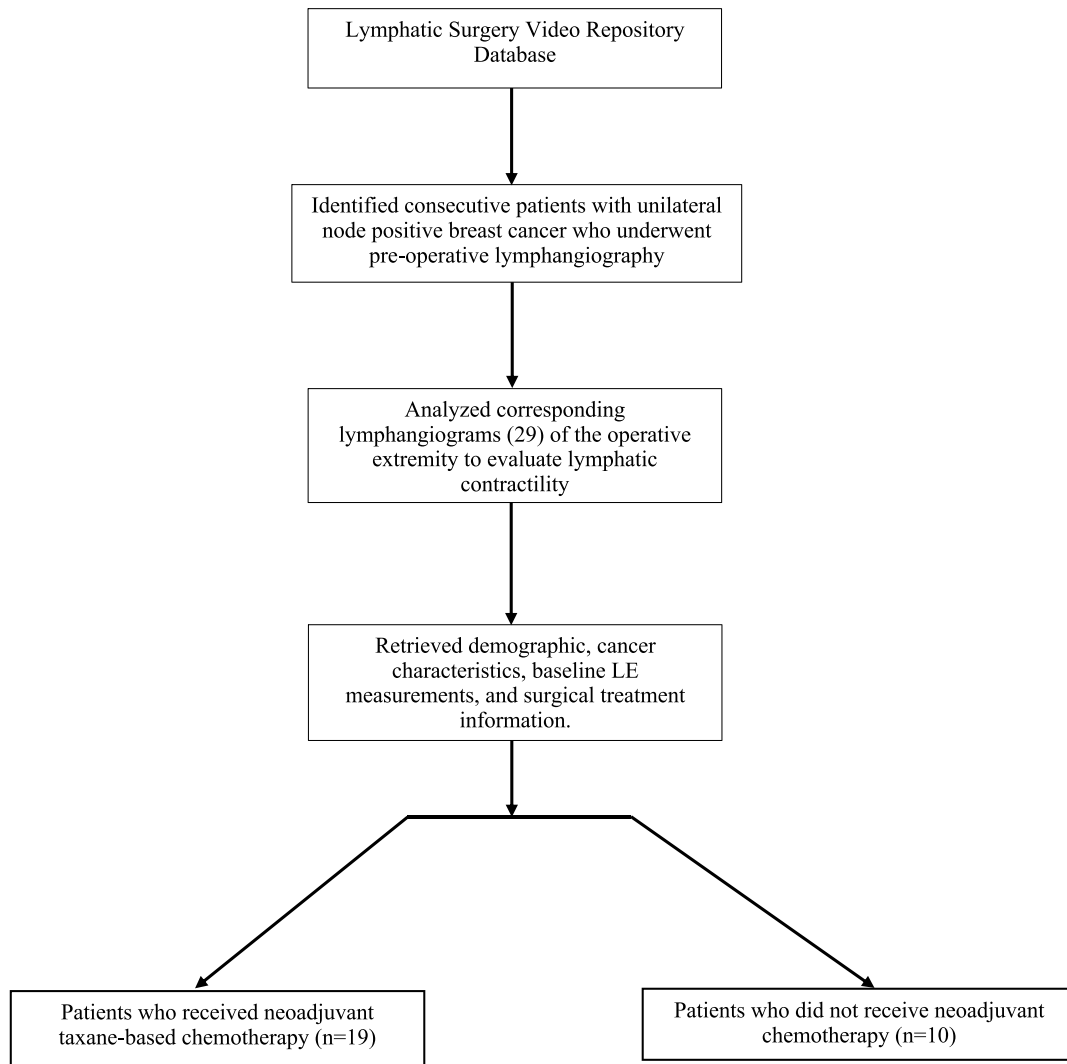 Lymphatic Surgery Video Repository
Database
Identified consecutive patients with unilateral
node positive breast cancer who underwent
pre-operative lymphangiography
Analyzed corresponding
lymphangiograms (29) of the operative
extremity to evaluate lymphatic
contractility
Retrieved demographic, cancer
characteristics, baseline LE
measurements, and surgical treatment
information.
Patients who received neoadjuvant
taxane-based chemotherapy (n=19)
Patients who did not receive neoadjuvant
chemotherapy (n=10)